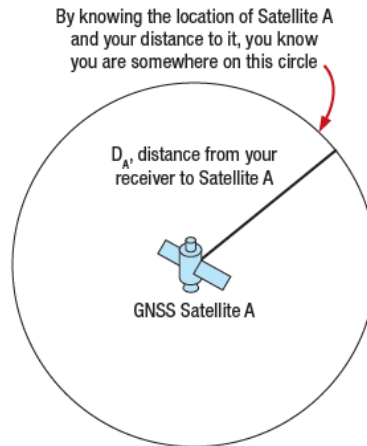 By knowing the location of Satellite A
and your distance to it, you know
you are somewhere on this circle
D_A, distance from your
receiver to Satellite A
GNSS Satellite A